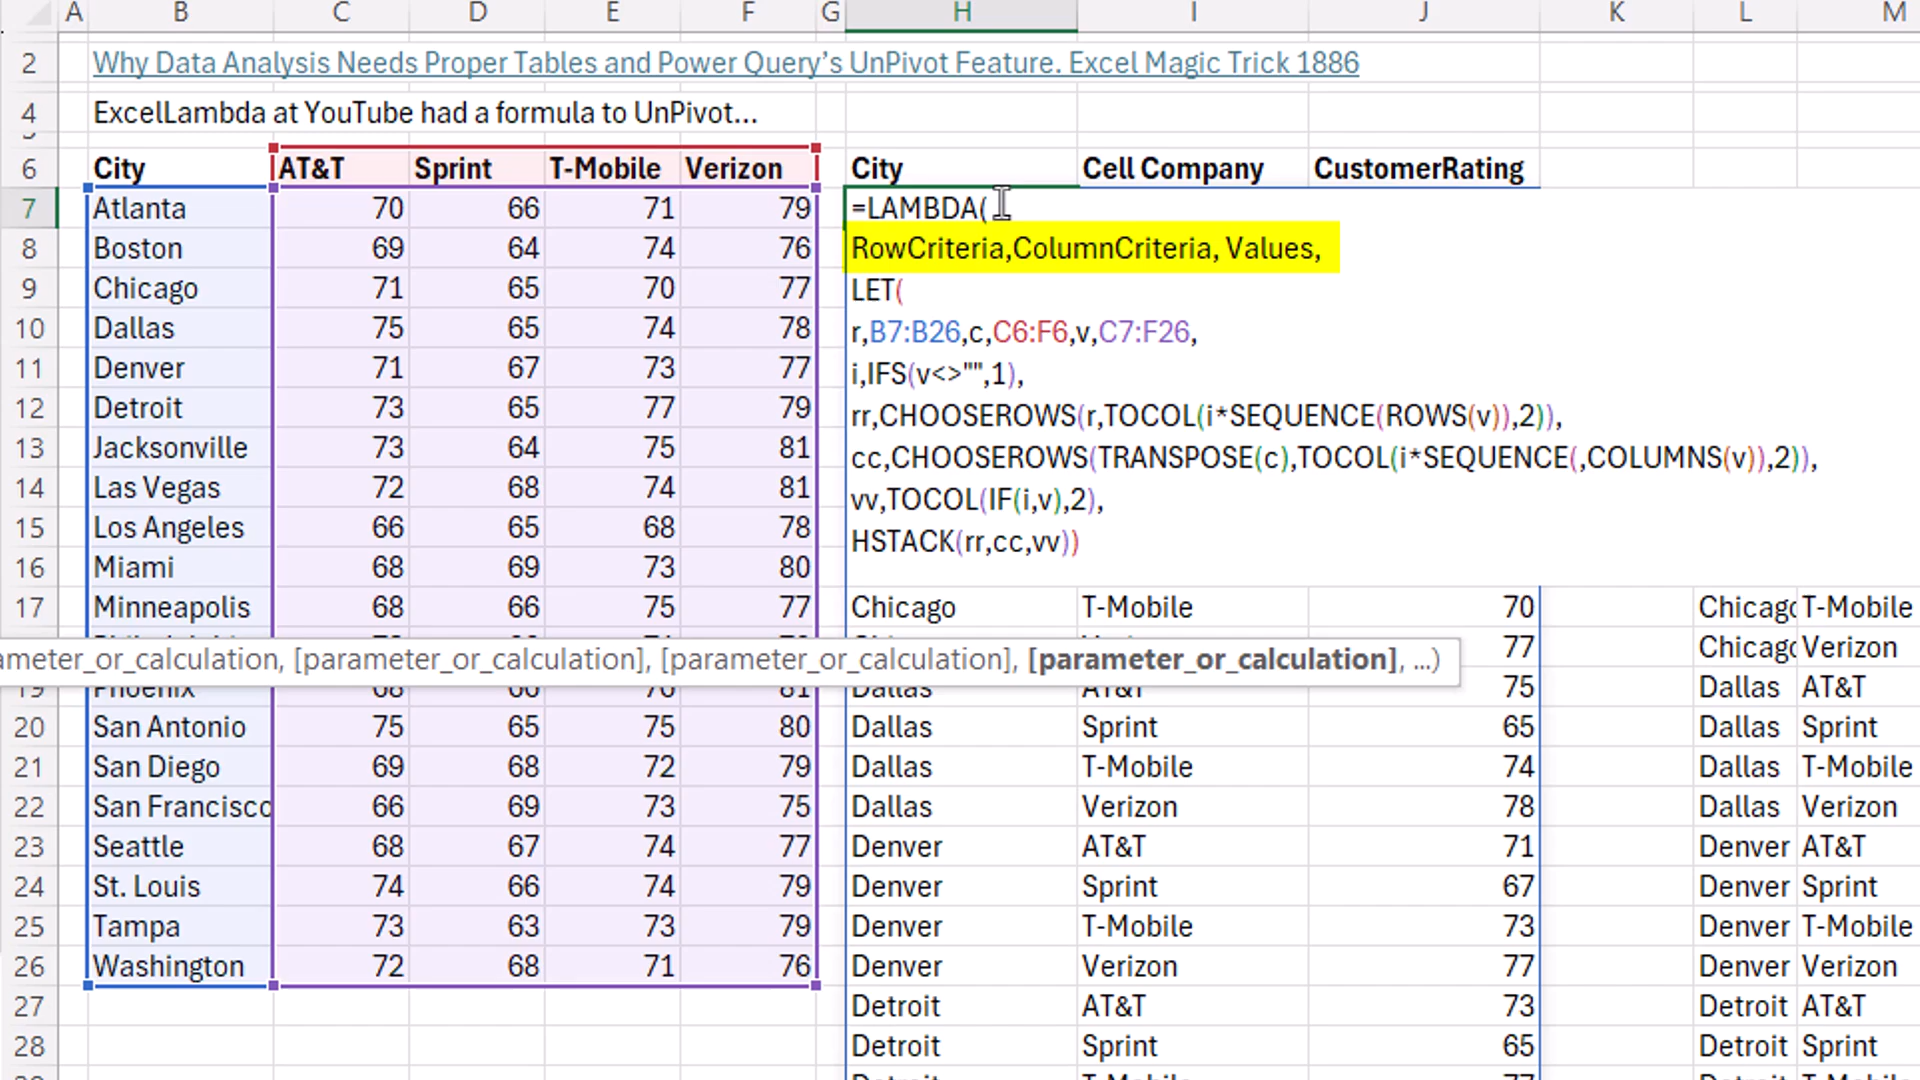 A B C D E F G H I J K L M
2 Why Data Analysis Needs Proper Tables and Power Query's UnPivot Feature. Excel Magic Trick 1886
4 ExcelLambda at YouTube had a formula to UnPivot...
6 City AT&T Sprint T-Mobile Verizon City Cell Company CustomerRating
7 Atlanta 70 66 71 79 =LAMBDA(
8 Boston 69 64 74 76 RowCriteria,ColumnCriteria, Values,
9 Chicago 71 65 70 77 LET(
10 Dallas 75 65 74 78 r,B7:B26,c,C6:F6,v,C7:F26,
11 Denver 71 67 73 77 i,IFS(v<>"",1),
12 Detroit 73 65 77 79 rr,CHOOSEROWS(r,TOCOL(i*SEQUENCE(ROWS(v)),2)),
13 Jacksonville 73 64 75 81 cc,CHOOSEROWS(TRANSPOSE(c),TOCOL(i*SEQUENCE(,COLUMNS(v)),2)),
14 Las Vegas 72 68 74 81 vv,TOCOL(IF(i,v),2),
15 Los Angeles 66 65 68 78 HSTACK(rr,cc,vv))
16 Miami 68 69 73 80
17 Minneapolis 68 66 75 77 Chicago T-Mobile 70 Chicago T-Mobile
77 Chicago Verizon
ameter_or_calculation, [parameter_or_calculation], [parameter_or_calculation], [parameter_or_calculation], ...)
19 Phoenix 68 66 76 81 Dallas AT&T 75 Dallas AT&T
20 San Antonio 75 65 75 80 Dallas Sprint 65 Dallas Sprint
21 San Diego 69 68 72 79 Dallas T-Mobile 74 Dallas T-Mobile
22 San Francisco 66 69 73 75 Dallas Verizon 78 Dallas Verizon
23 Seattle 68 67 74 77 Denver AT&T 71 Denver AT&T
24 St. Louis 74 66 74 79 Denver Sprint 67 Denver Sprint
25 Tampa 73 63 73 79 Denver T-Mobile 73 Denver T-Mobile
26 Washington 72 68 71 76 Denver Verizon 77 Denver Verizon
27 Detroit AT&T 73 Detroit AT&T
28 Detroit Sprint 65 Detroit Sprint